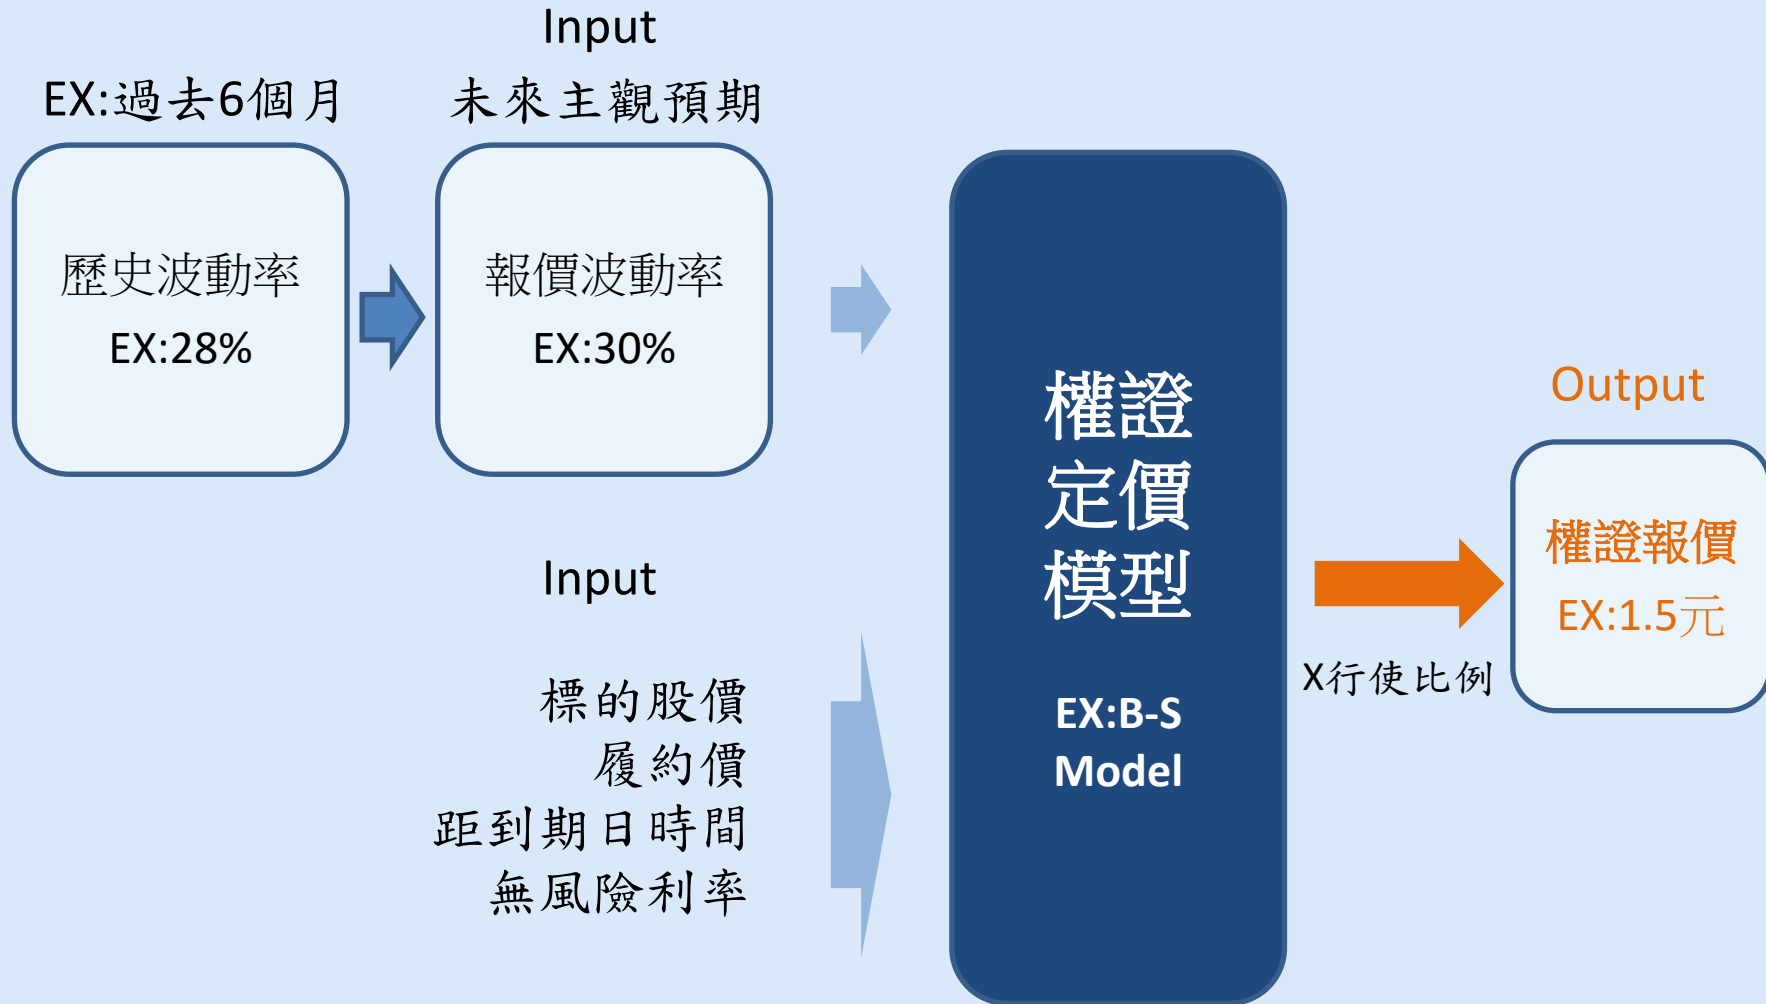 Input
EX:過去6個月
未來主觀預期
歷史波動率
EX:28%
報價波動率
EX:30%
Input
標的股價
履約價
距到期日時間
無風險利率
權證
定價
模型
EX:B-S
Model
X行使比例
Output
權證報價
EX:1.5元